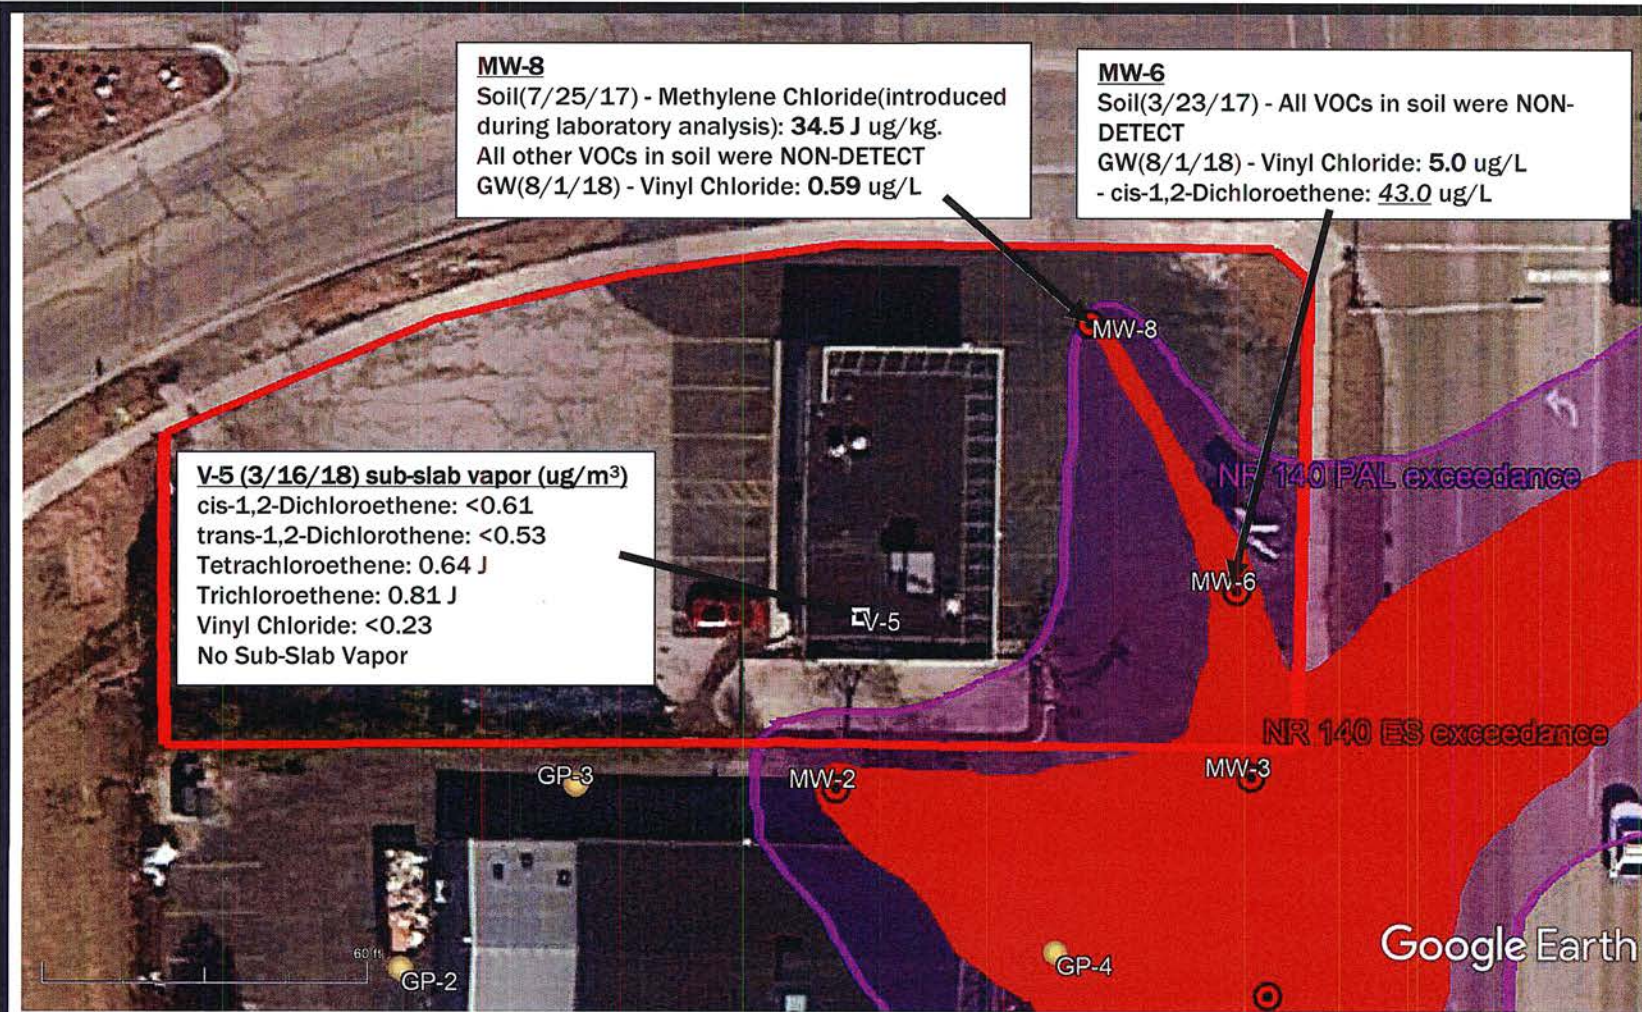 MW-8
Soil(7/25/17) - Methylene Chloride(introduced
during laboratory analysis): 34.5 J ug/kg.
All other VOCs in soil were NON-DETECT
GW(8/1/18) - Vinyl Chloride: 0.59 ug/L
MW-6
Soil(3/23/17) - All VOCs in soil were NON-
DETECT
GW(8/1/18) - Vinyl Chloride: 5.0 ug/L
- cis-1,2-Dichloroethene: 43.0 ug/L
MW-8
V-5 (3/16/18) sub-slab vapor (ug/m³)
cis-1,2-Dichloroethene: <0.61
trans-1,2-Dichlorothene: <0.53
Tetrachloroethene: 0.64 J
Trichloroethene: 0.81 J
Vinyl Chloride: <0.23
No Sub-Slab Vapor
NR 140 PAL exceedance
MW-6
V-5
NR 140 ES exceedance
GP-3
MW-2
MW-3
60 ft
GP-2
GP-4
Google Earth